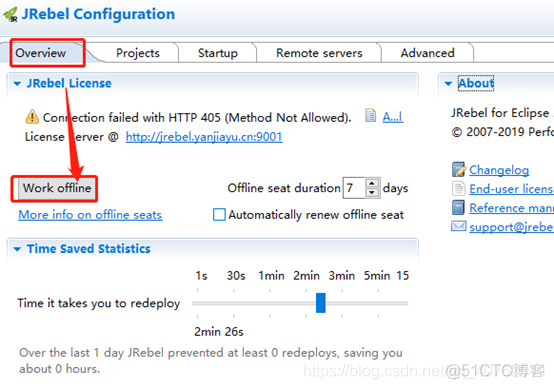 JRebel Configuration
Overview Projects Startup Remote servers Advanced
JRebel License
Connection failed with HTTP 405 (Method Not Allowed). A...l
License server @ http://jrebel.yanjiayu.cn:9001
Work offline Offline seat duration 7 days
More info on offline seats Automatically renew offline seat
Time Saved Statistics
1s 30s 1min 2min 3min 5min 15
Time it takes you to redeploy
2min 26s
Over the last 1 day JRebel prevented at least 0 redeploys, saving you
about 0 hours.
About
JRebel for Eclipse
© 2007-2019 Perfo
Changelog
End-user license
Reference manu
support@jrebe
https://blog.csdn.net
@51CTO博客